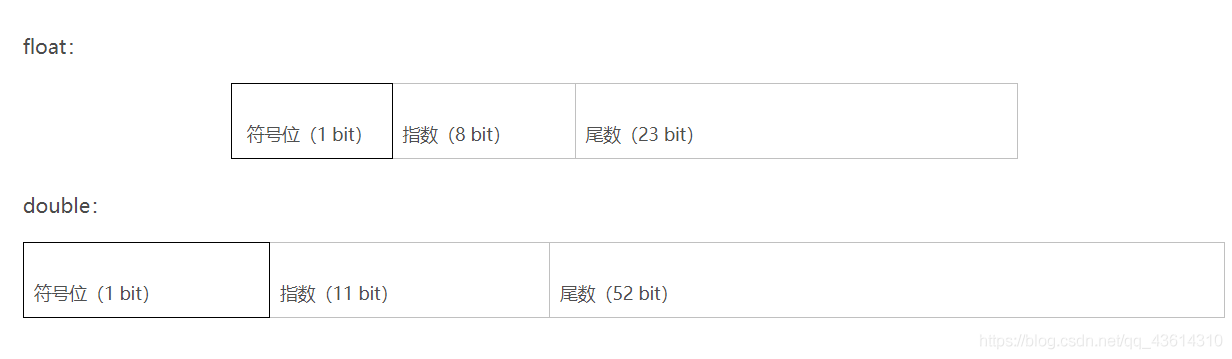 float：
符号位（1 bit） 指数（8 bit） 尾数（23 bit）
double：
符号位（1 bit） 指数（11 bit） 尾数（52 bit）
https://blog.csdn.net/qq_43614310